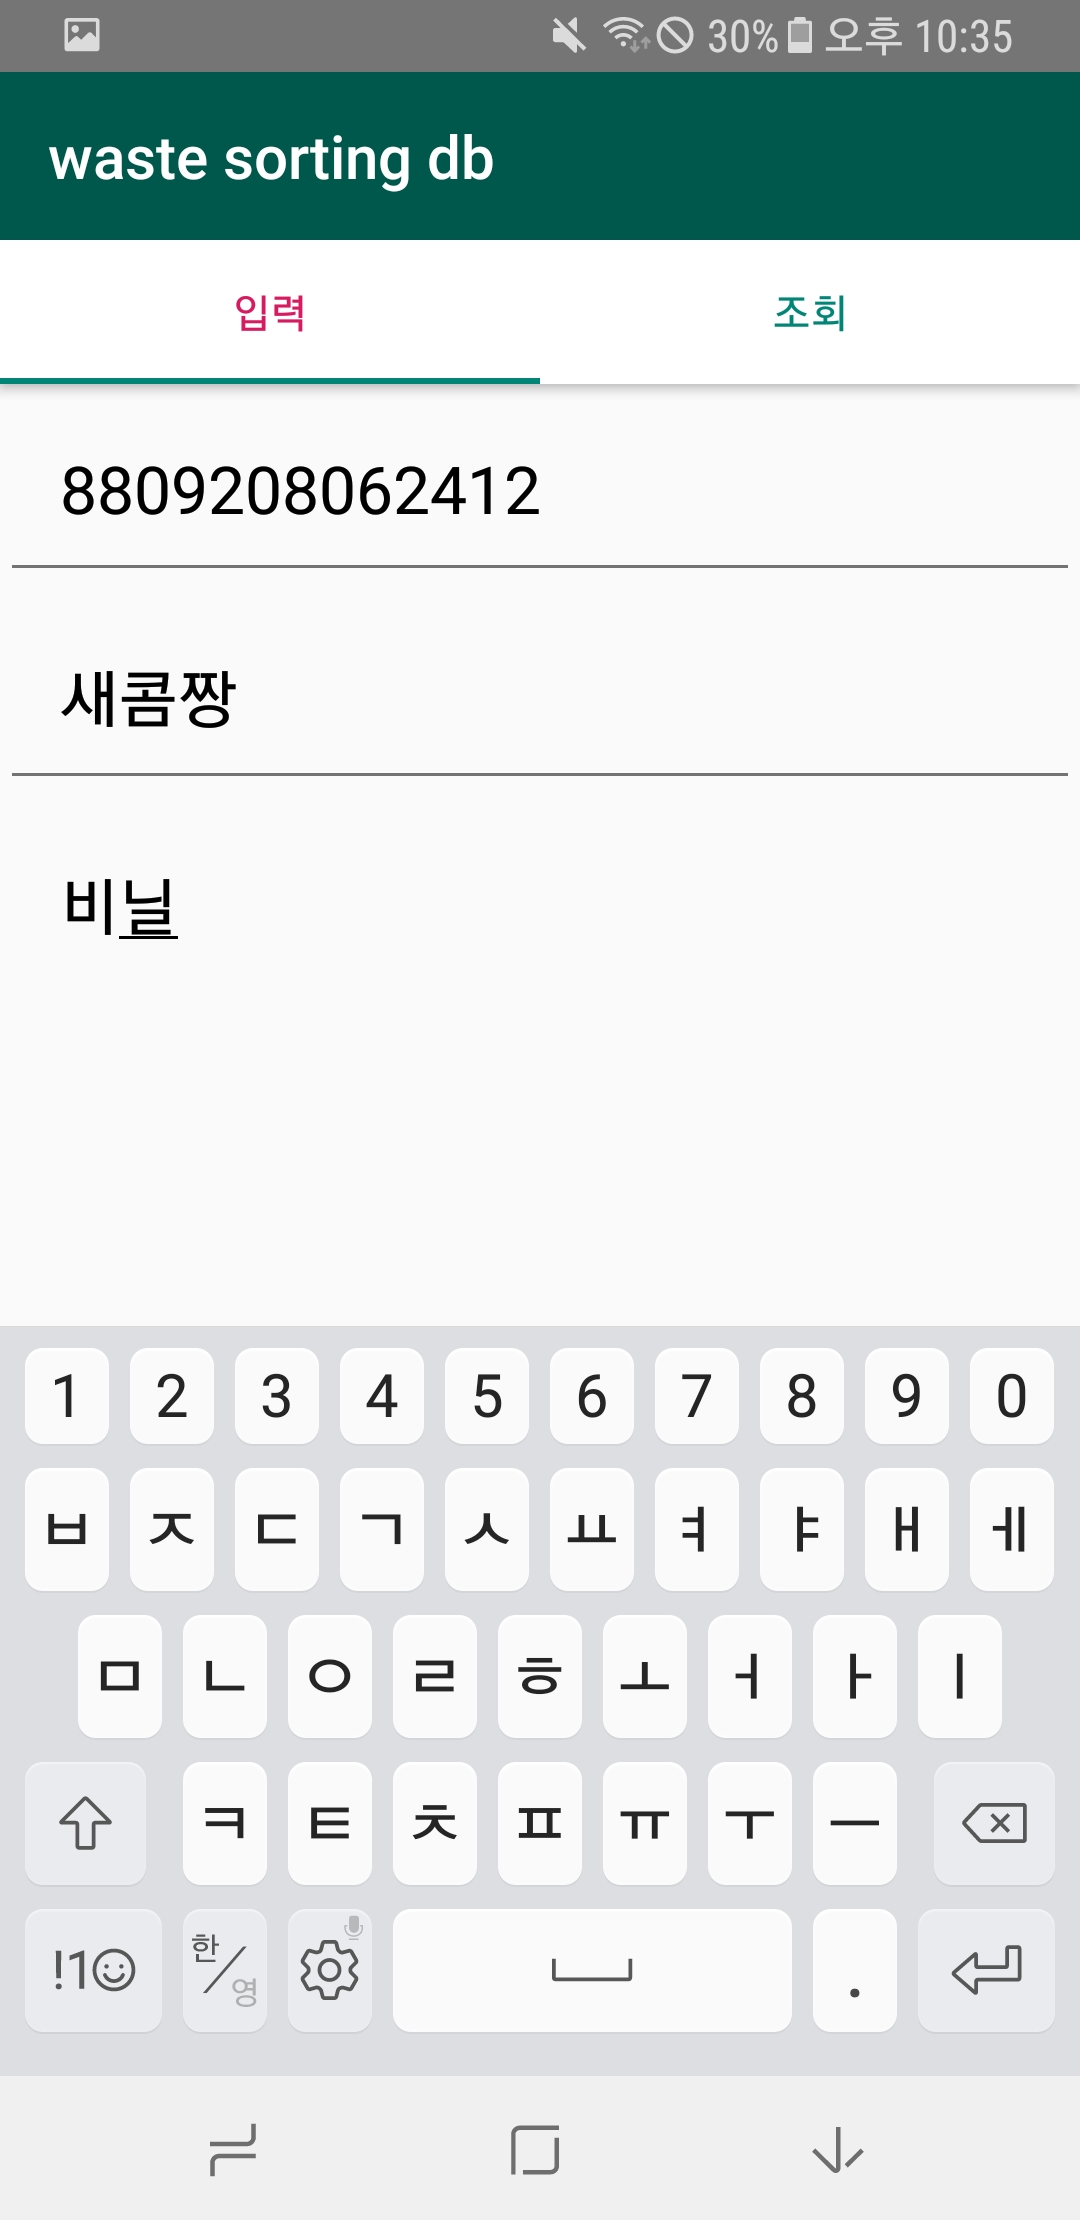 30% 오후 10:35
waste sorting db
입력 조회
8809208062412
새콤짱
비닐
1 2 3 4 5 6 7 8 9 0
ㅂ ㅈ ㄷ ㄱ ㅅ ㅛ ㅕ ㅑ ㅐ ㅔ
ㅁ ㄴ ㅇ ㄹ ㅎ ㅗ ㅓ ㅏ ㅣ
ㅋ ㅌ ㅊ ㅍ ㅠ ㅜ ㅡ
!1☺ 한/영 .